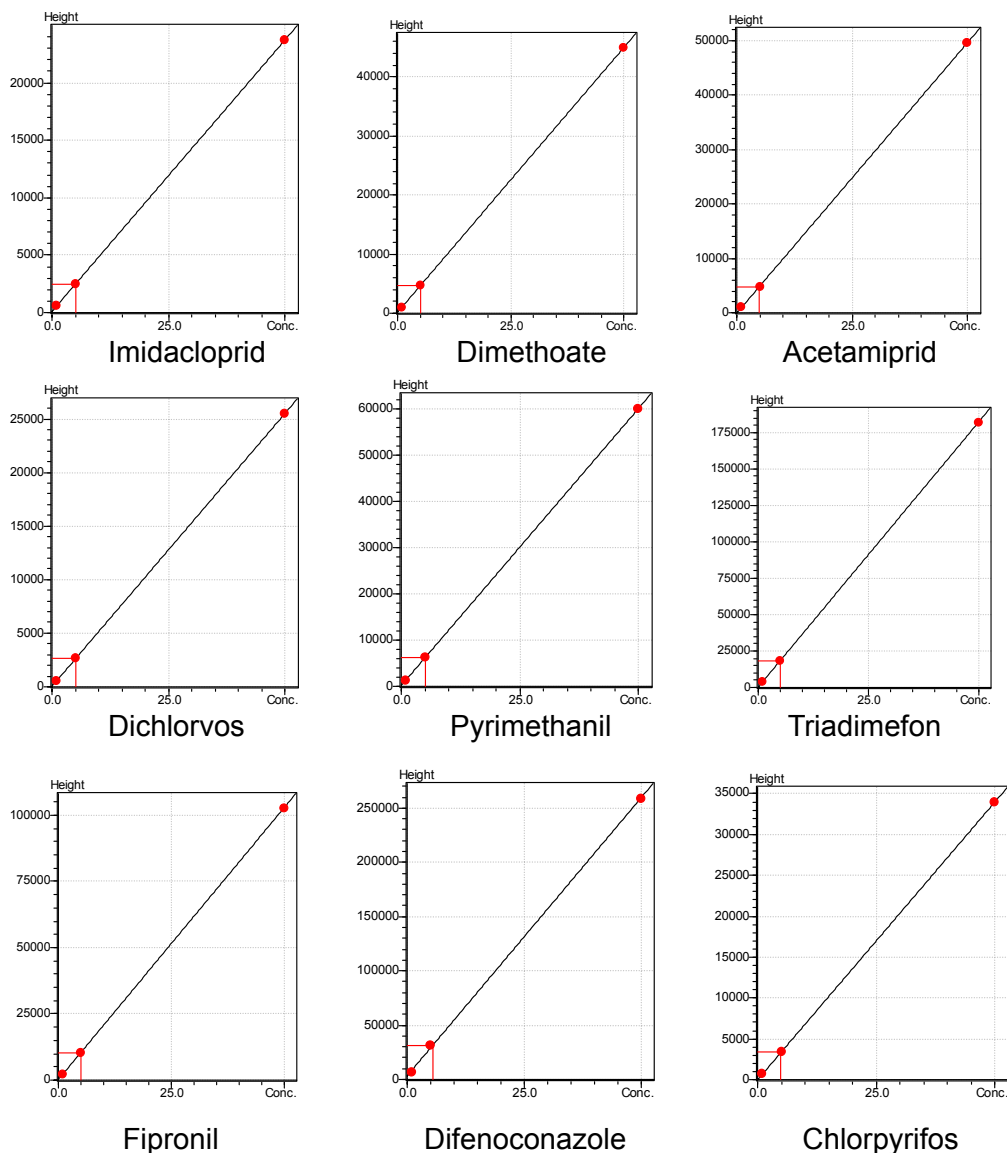 Height
20000
15000
10000
5000
0
0.0
25.0
Conc.
Imidacloprid
Height
40000
30000
20000
10000
0
0.0
25.0
Conc.
Dimethoate
Height
50000
40000
30000
20000
10000
0
0.0
25.0
Conc.
Acetamiprid
Height
25000
20000
15000
10000
5000
0
0.0
25.0
Conc.
Dichlorvos
Height
60000
50000
40000
30000
20000
10000
0
0.0
25.0
Conc.
Pyrimethanil
Height
175000
150000
125000
100000
75000
50000
25000
0
0.0
25.0
Conc.
Triadimefon
Height
100000
75000
50000
25000
0
0.0
25.0
Conc.
Fipronil
Height
250000
200000
150000
100000
50000
0
0.0
25.0
Conc.
Difenoconazole
Height
35000
30000
25000
20000
15000
10000
5000
0
0.0
25.0
Conc.
Chlorpyrifos